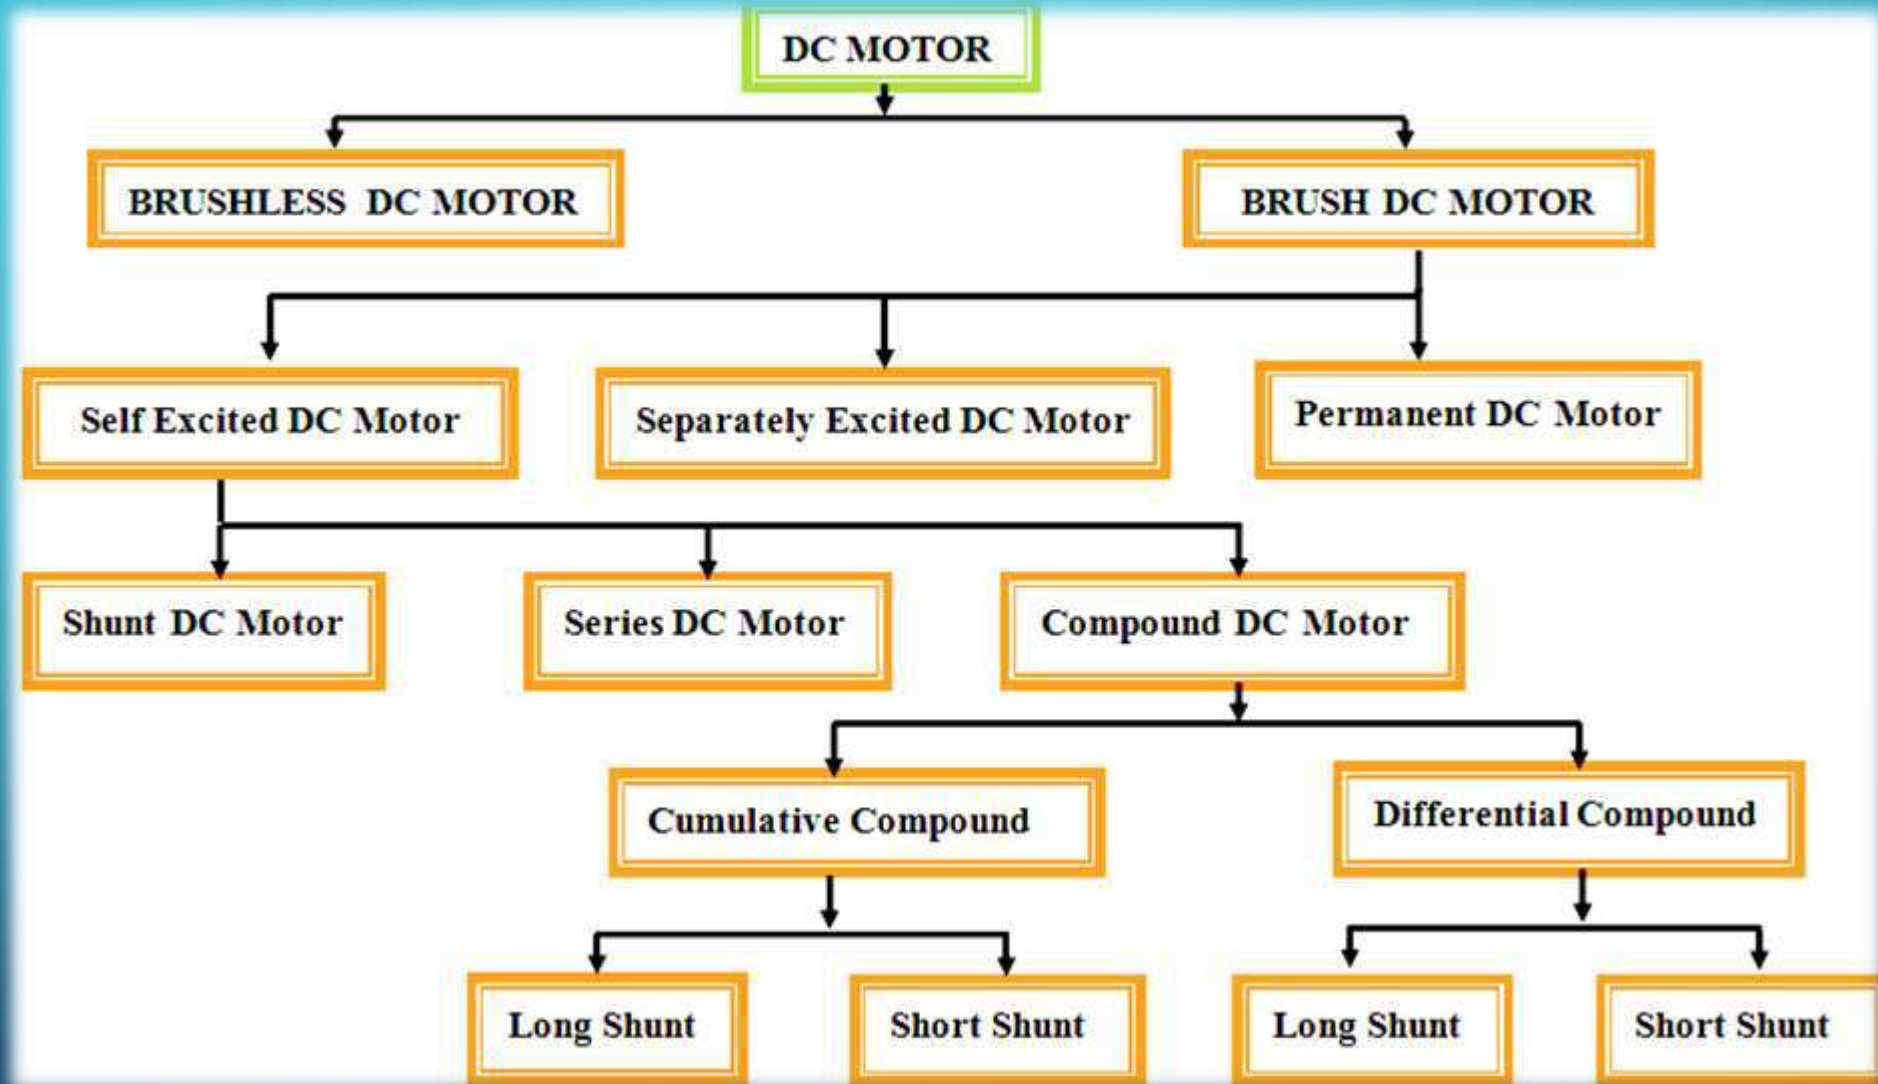 DC MOTOR
BRUSHLESS DC MOTOR
BRUSH DC MOTOR
Self Excited DC Motor
Separately Excited DC Motor
Permanent DC Motor
Shunt DC Motor
Series DC Motor
Compound DC Motor
Cumulative Compound
Differential Compound
Long Shunt
Short Shunt
Long Shunt
Short Shunt